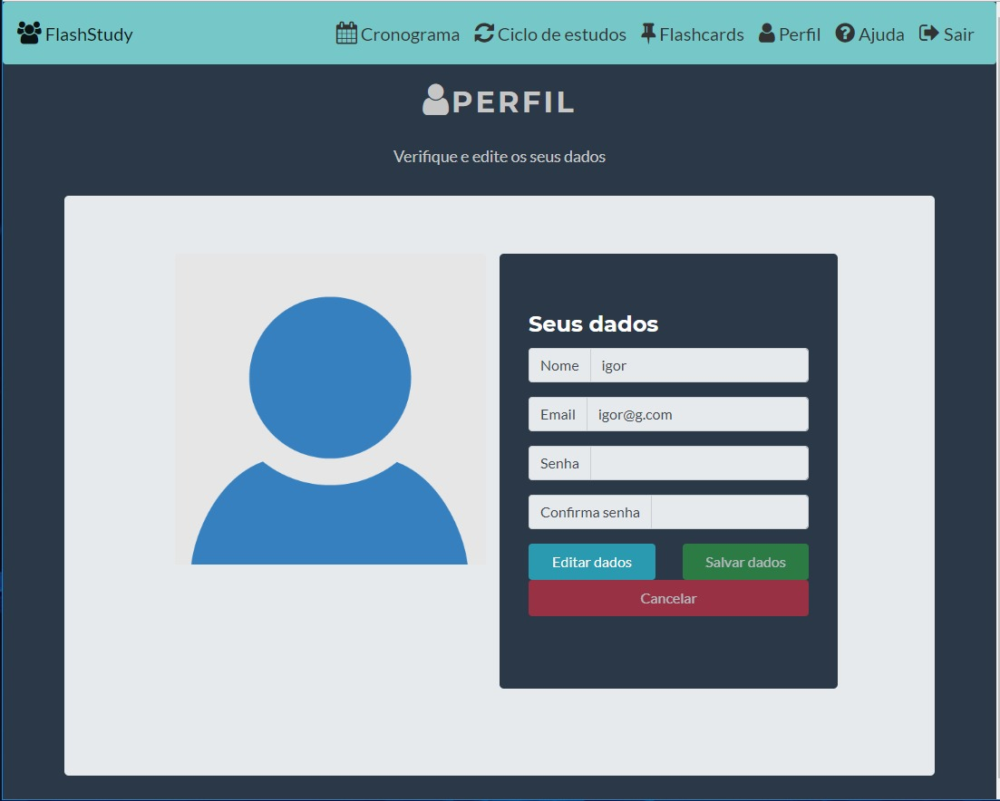 FlashStudy Cronograma Ciclo de estudos Flashcards Perfil Ajuda Sair
PERFIL
Verifique e edite os seus dados
Seus dados
Nome igor
Email igor@g.com
Senha
Confirma senha
Editar dados Salvar dados
Cancelar